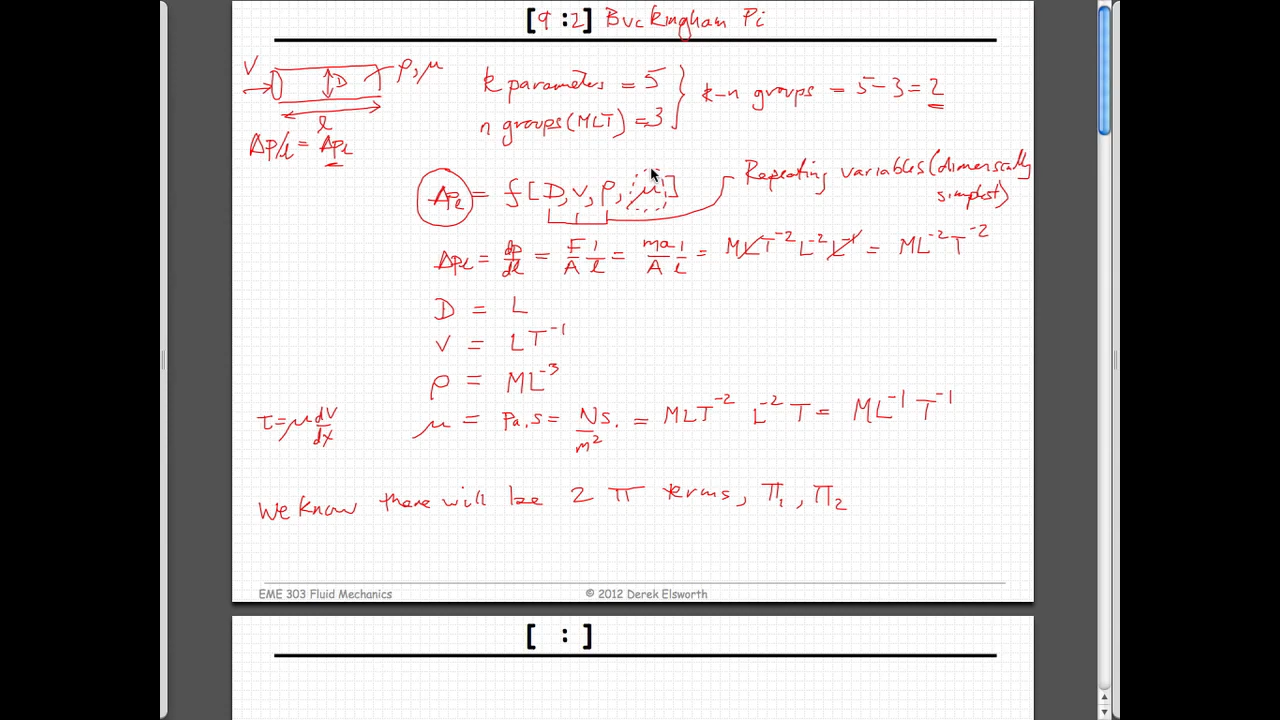 [9 :2] Buckingham Pi
V D ρ, μ
l
Δp/l = Δpℓ
k parameters = 5
n groups (MLT) = 3
k-n groups = 5-3 = 2
Δpℓ = f [ D, V, ρ, μ ]
Repeating variables (dimensically
simplest)
Δpℓ = dp/dl = F/A 1/l = ma/A 1/l = MLT⁻² L⁻² L⁻¹ = ML⁻² T⁻²
D = L
V = LT⁻¹
ρ = ML⁻³
τ = μ dV/dx
μ = Pa.s = Ns./m² = MLT⁻² L⁻² T = ML⁻¹ T⁻¹
We know there will be 2 π terms, Π₁, Π₂
EME 303 Fluid Mechanics © 2012 Derek Elsworth
[ : ]